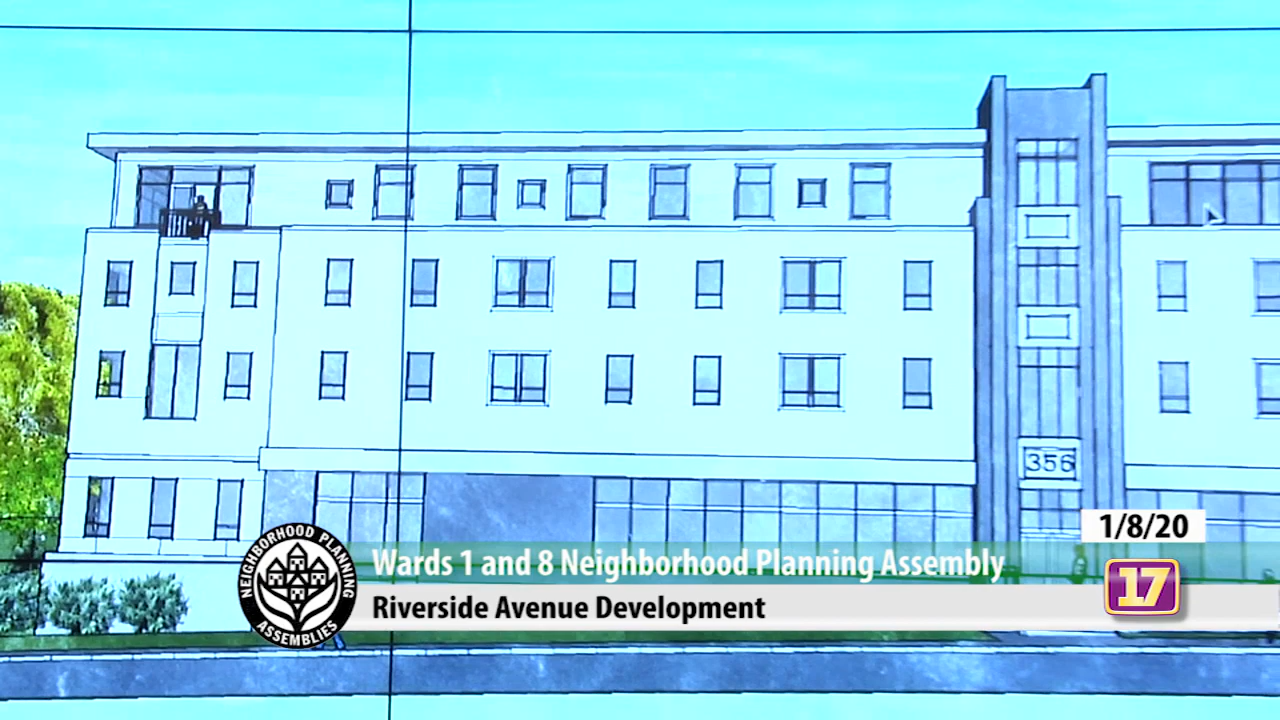 356
1/8/20
NEIGHBORHOOD PLANNING
ASSEMBLIES
Wards 1 and 8 Neighborhood Planning Assembly
Riverside Avenue Development
17